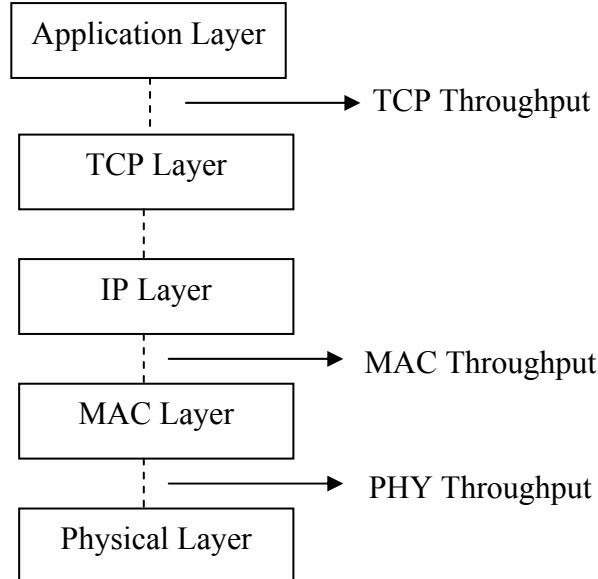 Application Layer
TCP Throughput
TCP Layer
IP Layer
MAC Throughput
MAC Layer
PHY Throughput
Physical Layer